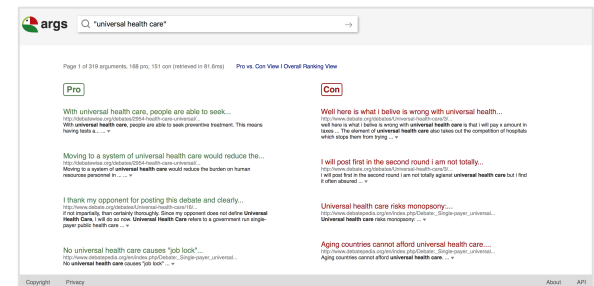 args
"universal health care"
Page 1 of 319 arguments, 168 pro, 151 con (retrieved in 81.6ms) Pro vs. Con View I Overall Ranking View
Pro
With universal health care, people are able to seek...
http://debatewise.org/debates/2954-health-care-universal/...
With universal health care, people are able to seek preventive treatment. This means
having tests a... ...
Moving to a system of universal health care would reduce the...
http://debatewise.org/debates/2954-health-care-universal/...
Moving to a system of universal health care would reduce the burden on human
resources personnel in ... ...
I thank my opponent for posting this debate and clearly...
http://www.debate.org/debates/Universal-health-care/16/...
if not impartially, than certainly thoroughly. Since my opponent does not define Universal
Health Care, I will do so now. Universal Health Care refers to a government run single-
payer public health care ...
No universal health care causes "job lock"...
http://www.debatepedia.org/en/index.php/Debate:_Single-payer_universal...
No universal health care causes "job lock" ...
Con
Well here is what i belive is wrong with universal health...
http://www.debate.org/debates/Universal-health-care/3/...
well here is what i belive is wrong with universal health care is that i will pay x amount in
taxes ... The element of universal health care also takes out the competition of hospitals
which stops them from trying ...
I will post first in the second round i am not totally...
http://www.debate.org/debates/Universal-health-care/9/...
I will post first in the second round i am not totally against universal health care but i find
it often absured ...
Universal health care risks monopsony:...
http://www.debatepedia.org/en/index.php/Debate:_Single-payer_universal...
Universal health care risks monopsony: ...
Aging countries cannot afford universal health care....
http://www.debatepedia.org/en/index.php/Debate:_Single-payer_universal...
Aging countries cannot afford universal health care. ...
Copyright Privacy About API